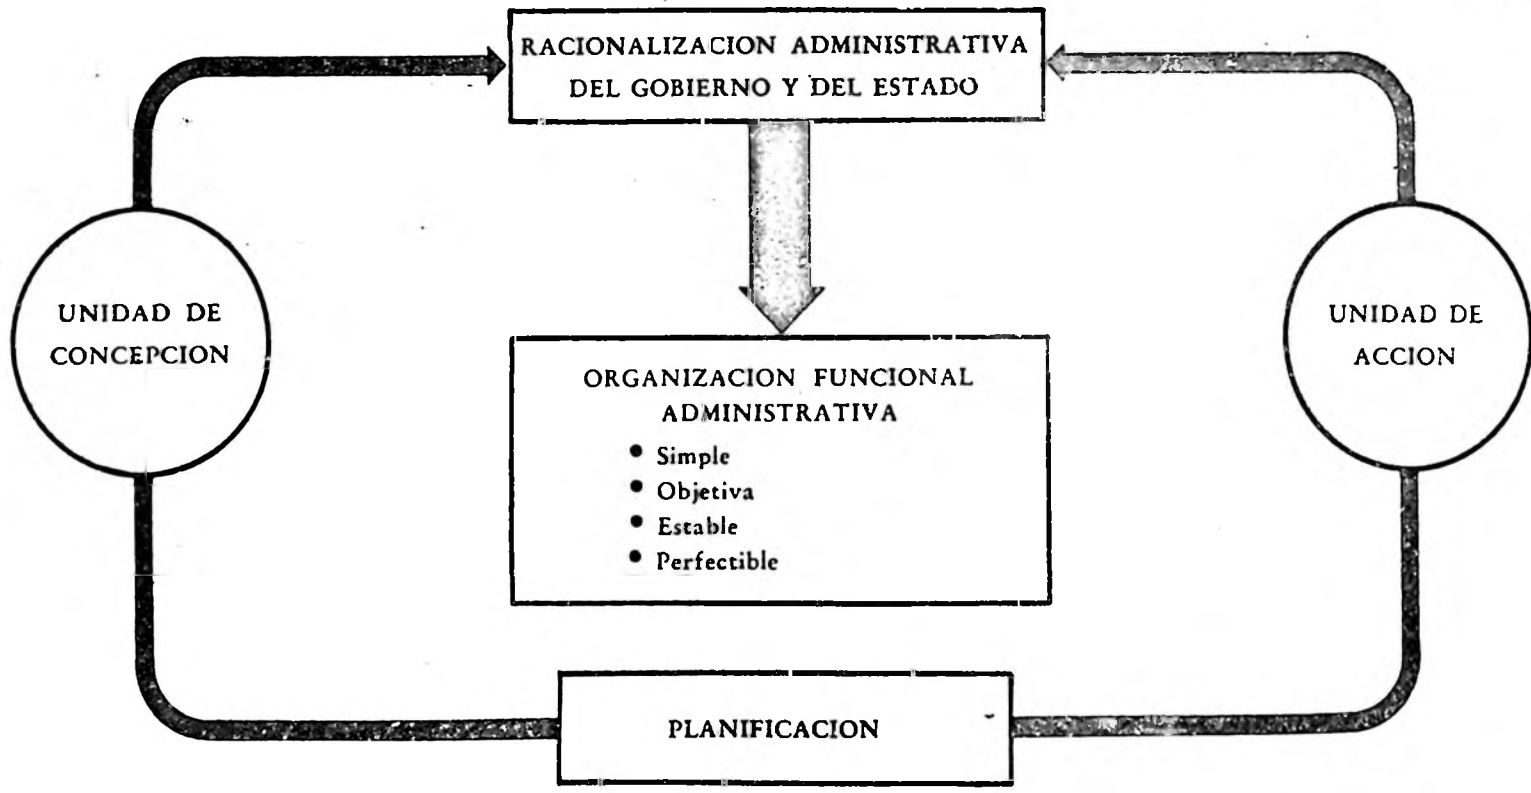 RACIONALIZACION ADMINISTRATIVA
DEL GOBIERNO Y DEL ESTADO
UNIDAD DE
CONCEPCION
UNIDAD DE
ACCION
ORGANIZACION FUNCIONAL
ADMINISTRATIVA
• Simple
• Objetiva
• Estable
• Perfectible
PLANIFICACION